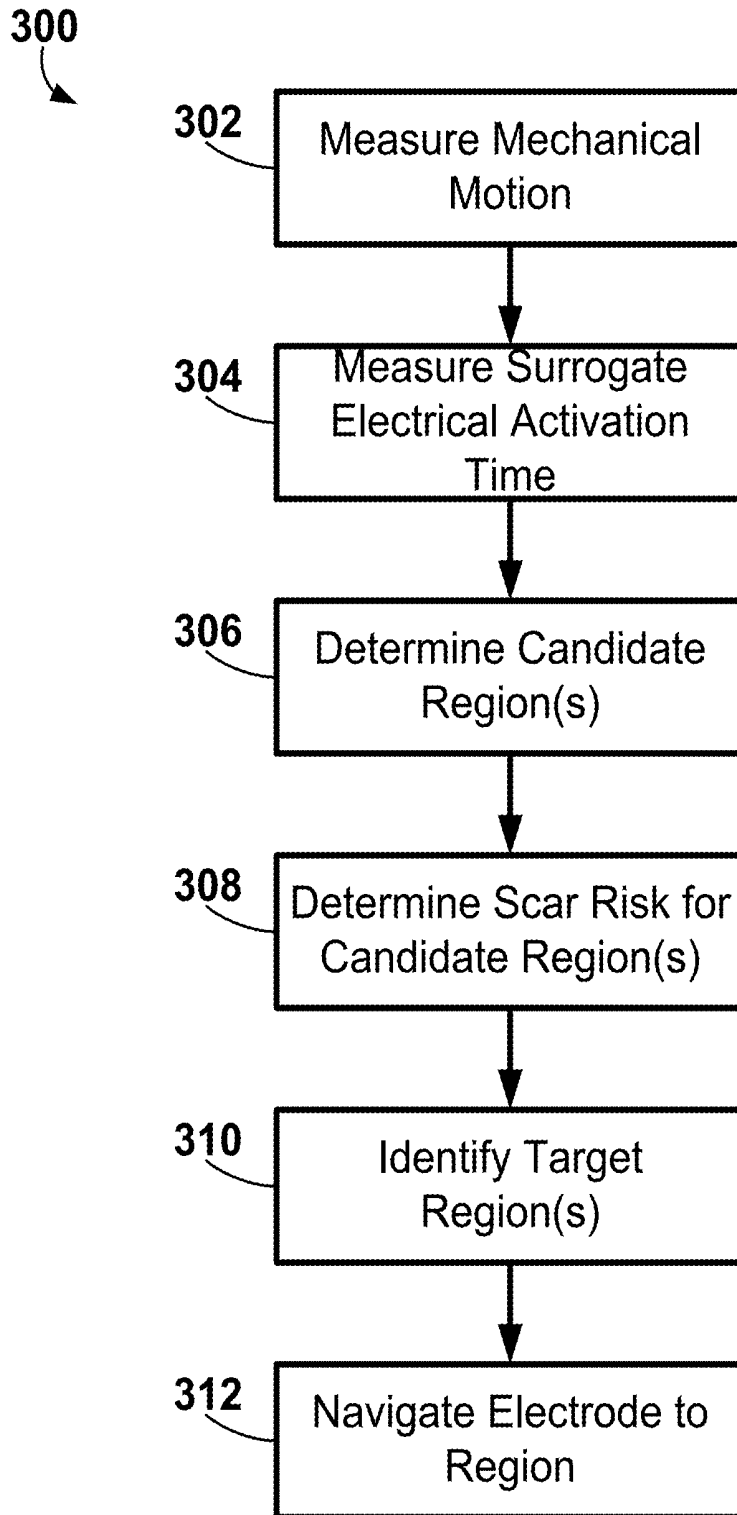 300
302
Measure Mechanical
Motion
304
Measure Surrogate
Electrical Activation
Time
306
Determine Candidate
Region(s)
308
Determine Scar Risk for
Candidate Region(s)
310
Identify Target
Region(s)
312
Navigate Electrode to
Region